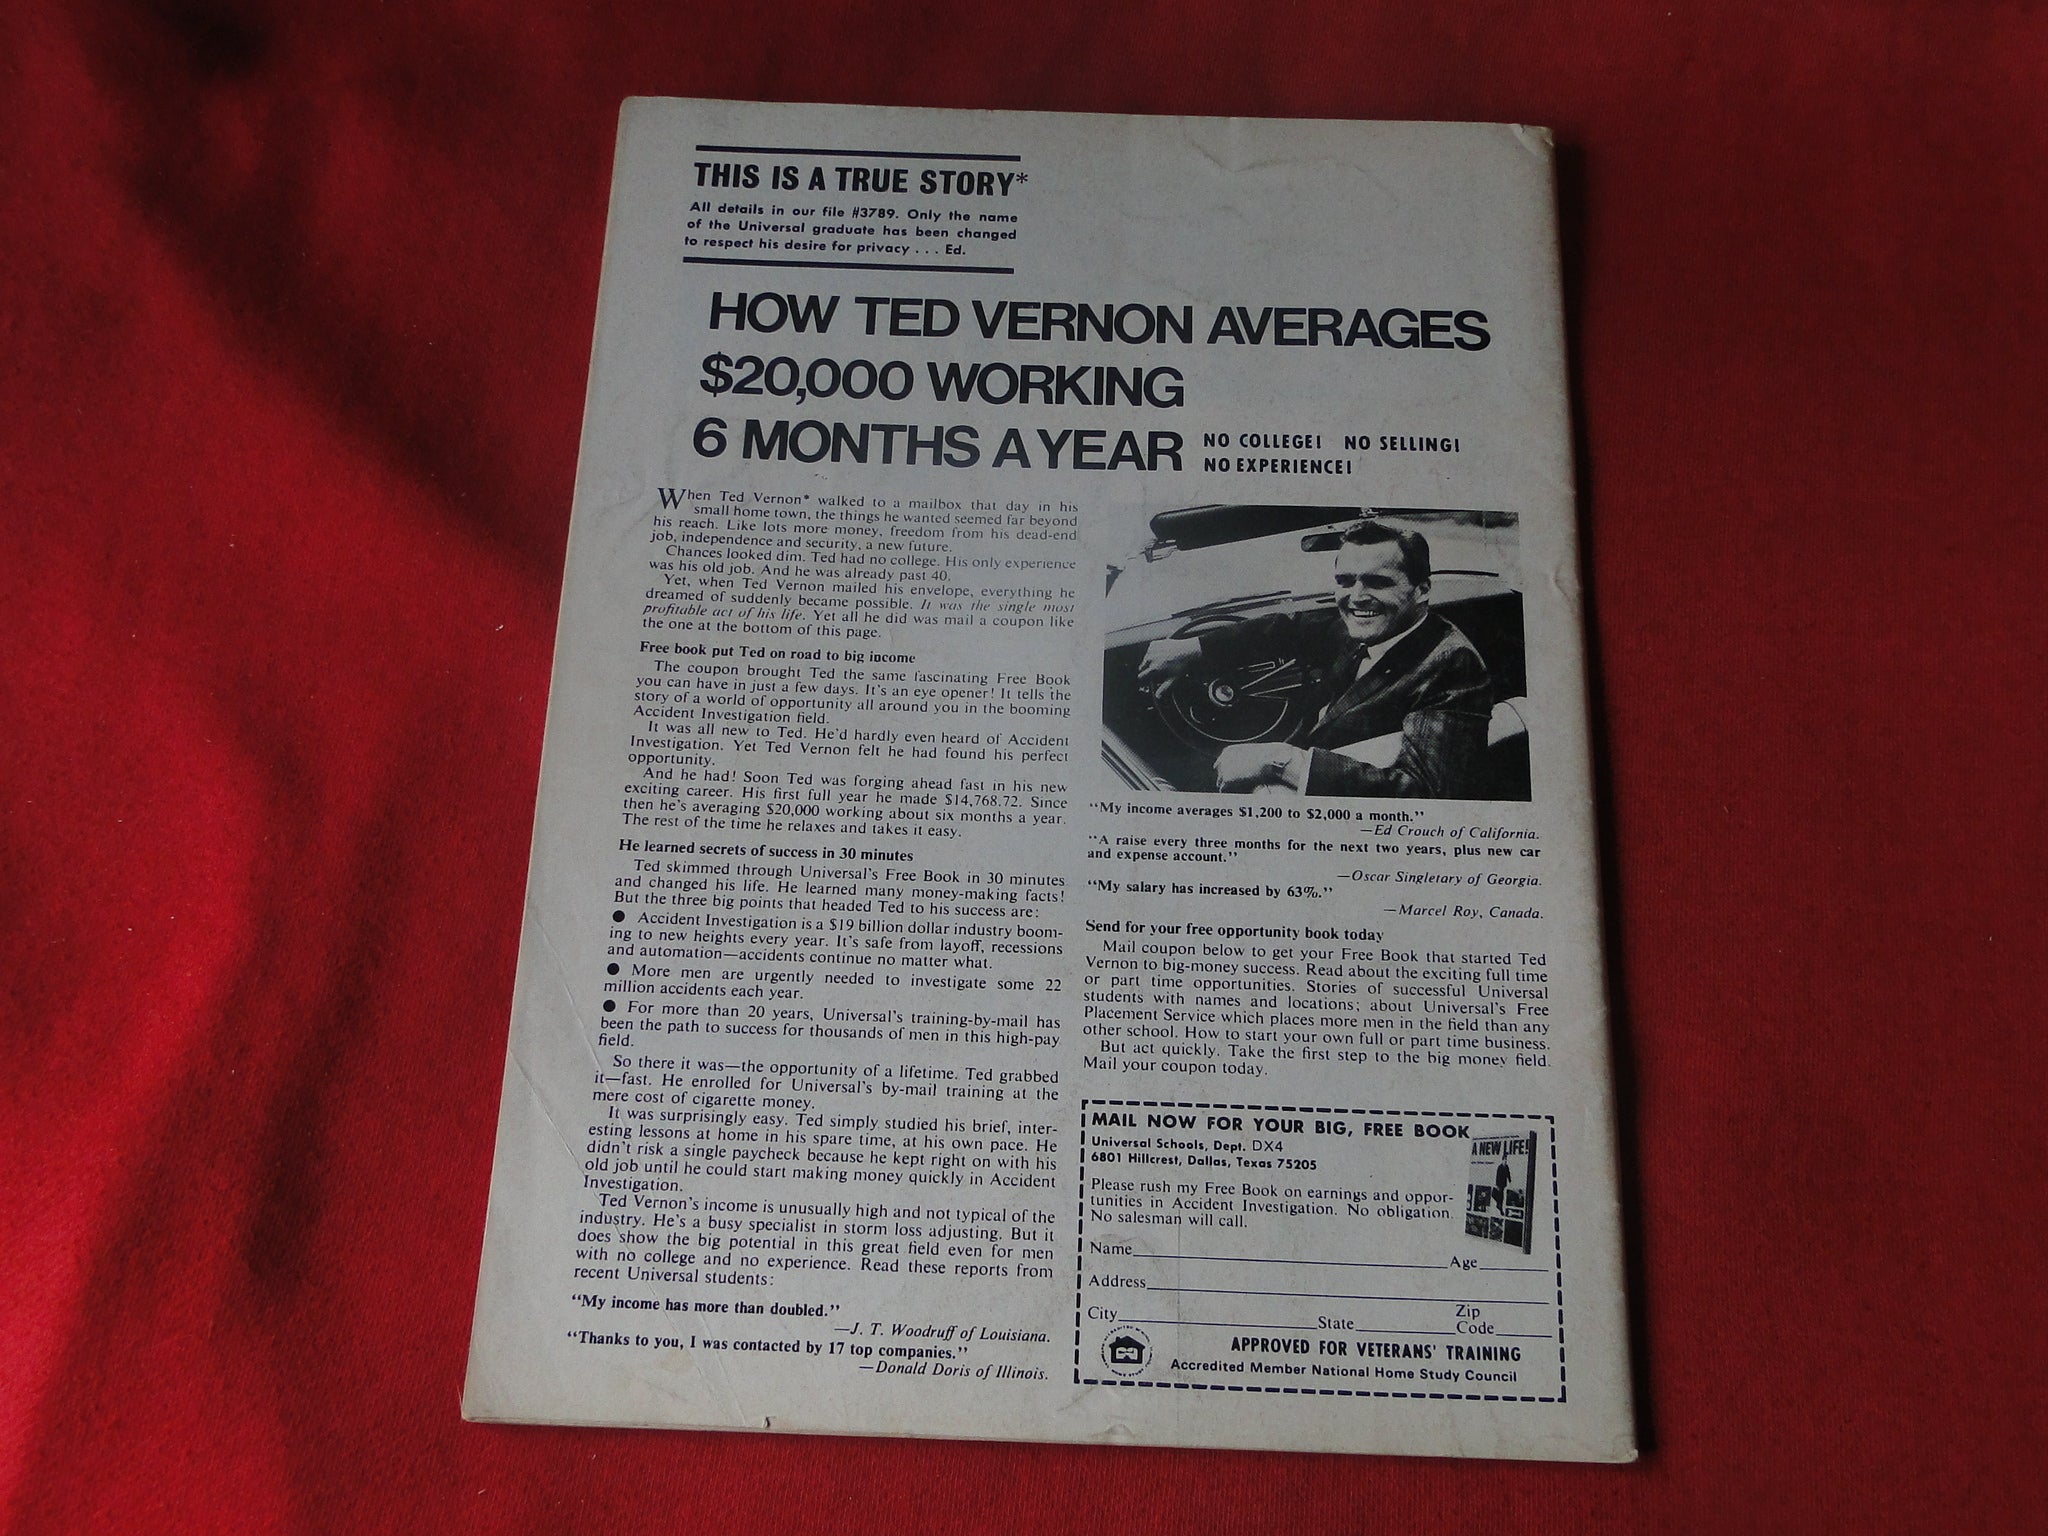 THIS IS A TRUE STORY*
All details in our file #3789. Only the name
of the Universal graduate has been changed
to respect his desire for privacy . . . Ed.
HOW TED VERNON AVERAGES
$20,000 WORKING
6 MONTHS A YEAR
NO COLLEGE! NO SELLING!
NO EXPERIENCE!
When Ted Vernon* walked to a mailbox that day in his
small home town, the things he wanted seemed far beyond
his reach. Like lots more money, freedom from his dead-end
job, independence and security, a new future.
Chances looked dim. Ted had no college. His only experience
was his old job. And he was already past 40.
Yet, when Ted Vernon mailed his envelope, everything he
dreamed of suddenly became possible. It was the single most
profitable act of his life. Yet all he did was mail a coupon like
the one at the bottom of this page.
Free book put Ted on road to big income
The coupon brought Ted the same fascinating Free Book
you can have in just a few days. It's an eye opener! It tells the
story of a world of opportunity all around you in the booming
Accident Investigation field.
It was all new to Ted. He'd hardly even heard of Accident
Investigation. Yet Ted Vernon felt he had found his perfect
opportunity.
And he had! Soon Ted was forging ahead fast in his new
exciting career. His first full year he made $14,768.72. Since
then he's averaging $20,000 working about six months a year.
The rest of the time he relaxes and takes it easy.
He learned secrets of success in 30 minutes
Ted skimmed through Universal's Free Book in 30 minutes
and changed his life. He learned many money-making facts!
But the three big points that headed Ted to his success are:
● Accident Investigation is a $19 billion dollar industry boom-
ing to new heights every year. It's safe from layoff, recessions
and automation—accidents continue no matter what.
● More men are urgently needed to investigate some 22
million accidents each year.
● For more than 20 years, Universal's training-by-mail has
been the path to success for thousands of men in this high-pay
field.
So there it was—the opportunity of a lifetime. Ted grabbed
it—fast. He enrolled for Universal's by-mail training at the
mere cost of cigarette money.
It was surprisingly easy. Ted simply studied his brief, inter-
esting lessons at home in his spare time, at his own pace. He
didn't risk a single paycheck because he kept right on with his
old job until he could start making money quickly in Accident
Investigation.
Ted Vernon's income is unusually high and not typical of the
industry. He's a busy specialist in storm loss adjusting. But it
does show the big potential in this great field even for men
with no college and no experience. Read these reports from
recent Universal students:
"My income has more than doubled."
—J. T. Woodruff of Louisiana.
"Thanks to you, I was contacted by 17 top companies."
—Donald Doris of Illinois.
"My income averages $1,200 to $2,000 a month."
—Ed Crouch of California.
"A raise every three months for the next two years, plus new car
and expense account."
—Oscar Singletary of Georgia.
"My salary has increased by 63%."
—Marcel Roy, Canada.
Send for your free opportunity book today
Mail coupon below to get your Free Book that started Ted
Vernon to big-money success. Read about the exciting full time
or part time opportunities. Stories of successful Universal
students with names and locations; about Universal's Free
Placement Service which places more men in the field than any
other school. How to start your own full or part time business.
But act quickly. Take the first step to the big money field.
Mail your coupon today.
MAIL NOW FOR YOUR BIG, FREE BOOK
Universal Schools, Dept. DX4
6801 Hillcrest, Dallas, Texas 75205
A NEW LIFE!
Please rush my Free Book on earnings and oppor-
tunities in Accident Investigation. No obligation.
No salesman will call.
Name Age
Address
City State Zip Code
APPROVED FOR VETERANS' TRAINING
Accredited Member National Home Study Council